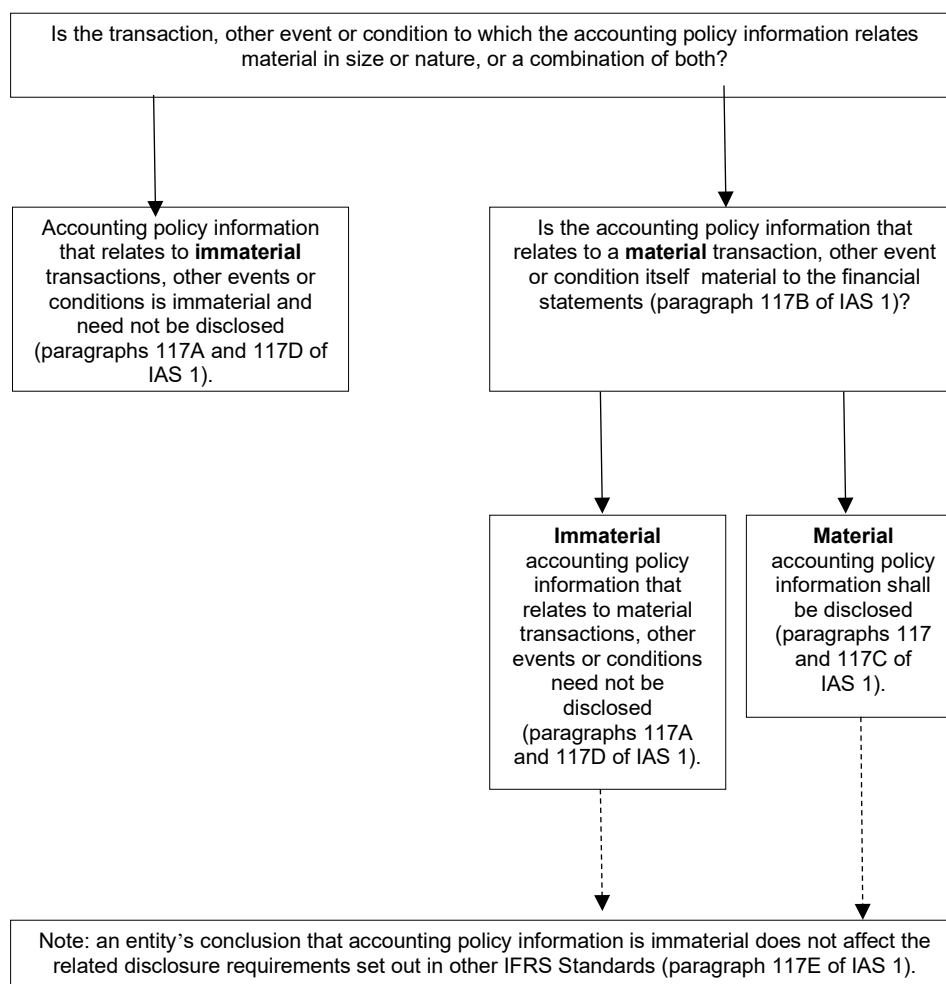 Is the transaction, other event or condition to which the accounting policy information relates
material in size or nature, or a combination of both?
Accounting policy information
that relates to immaterial
transactions, other events or
conditions is immaterial and
need not be disclosed
(paragraphs 117A and 117D of
IAS 1).
Is the accounting policy information that
relates to a material transaction, other event
or condition itself material to the financial
statements (paragraph 117B of IAS 1)?
Immaterial
accounting policy
information that
relates to material
transactions, other
events or conditions
need not be
disclosed
(paragraphs 117A
and 117D of IAS 1).
Material
accounting policy
information shall
be disclosed
(paragraphs 117
and 117C of
IAS 1).
Note: an entity’s conclusion that accounting policy information is immaterial does not affect the
related disclosure requirements set out in other IFRS Standards (paragraph 117E of IAS 1).